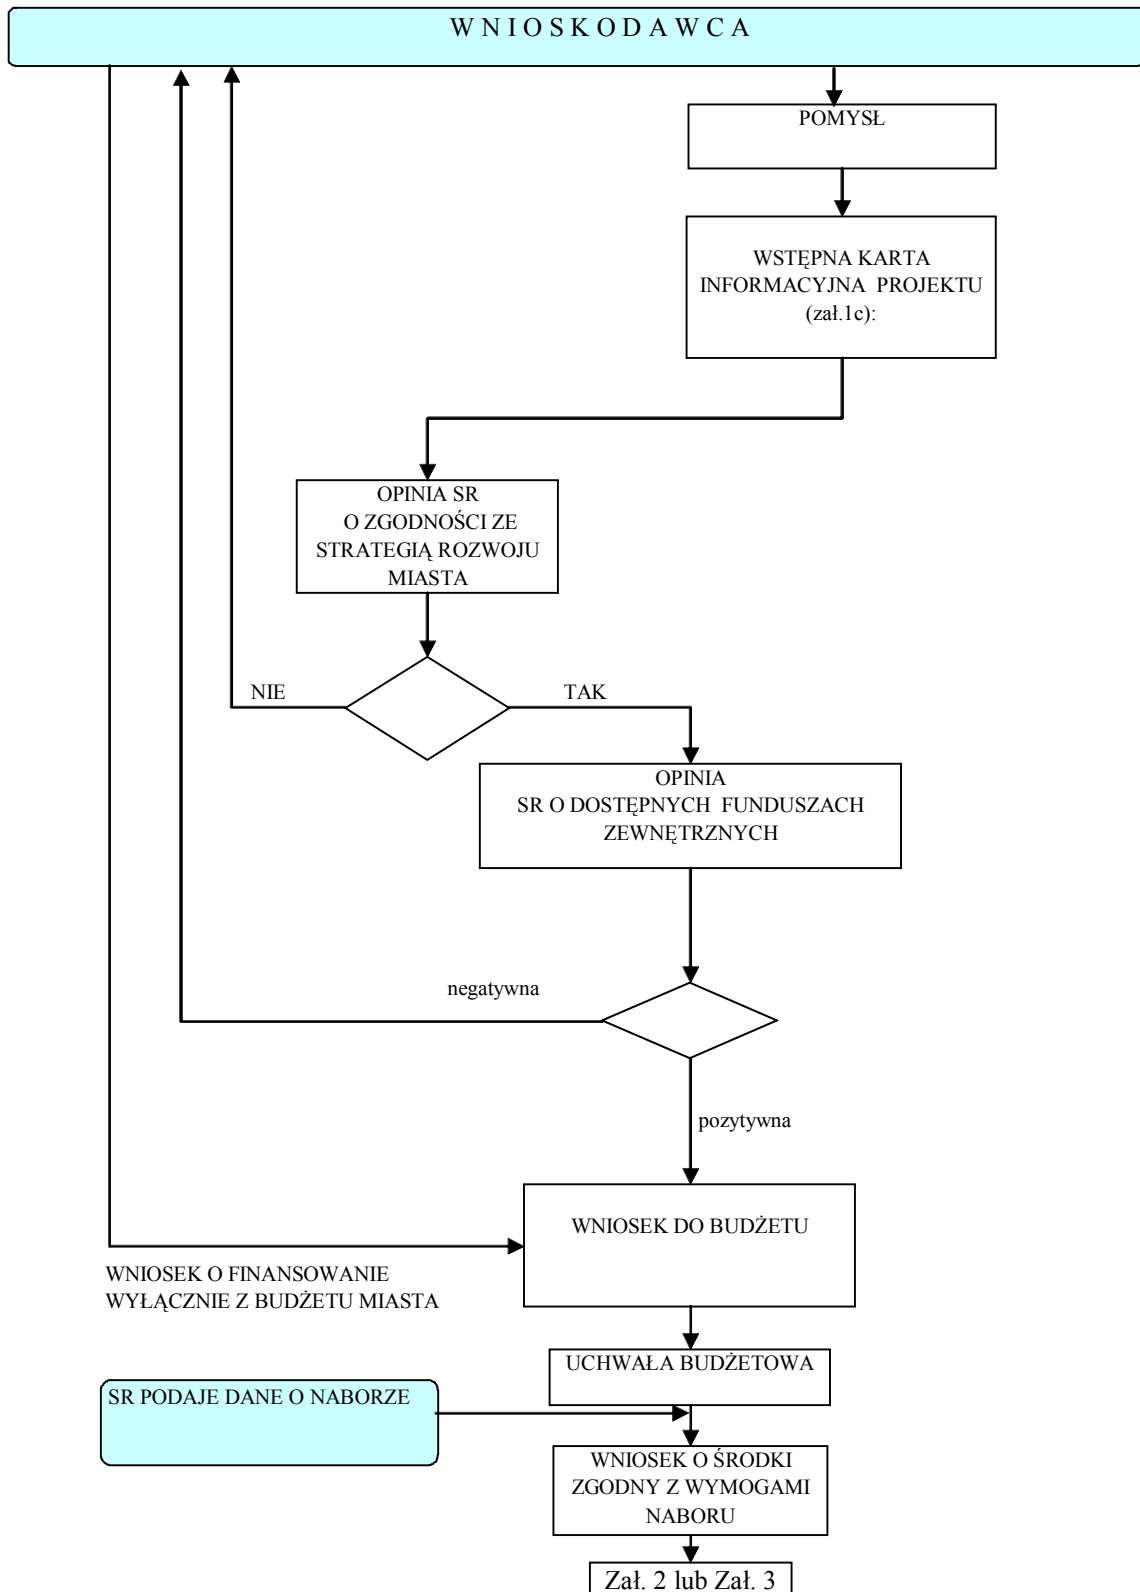 W N I O S K O D A W C A
POMYSŁ
WSTĘPNA KARTA
INFORMACYJNA PROJEKTU
(zał.1c):
OPINIA SR
O ZGODNOŚCI ZE
STRATEGIĄ ROZWOJU
MIASTA
NIE
TAK
OPINIA
SR O DOSTĘPNYCH FUNDUSZACH
ZEWNĘTRZNYCH
negatywna
pozytywna
WNIOSEK DO BUDŻETU
WNIOSEK O FINANSOWANIE
WYŁĄCZNIE Z BUDŻETU MIASTA
UCHWAŁA BUDŻETOWA
SR PODAJE DANE O NABORZE
WNIOSEK O ŚRODKI
ZGODNY Z WYMOGAMI
NABORU
Zał. 2 lub Zał. 3